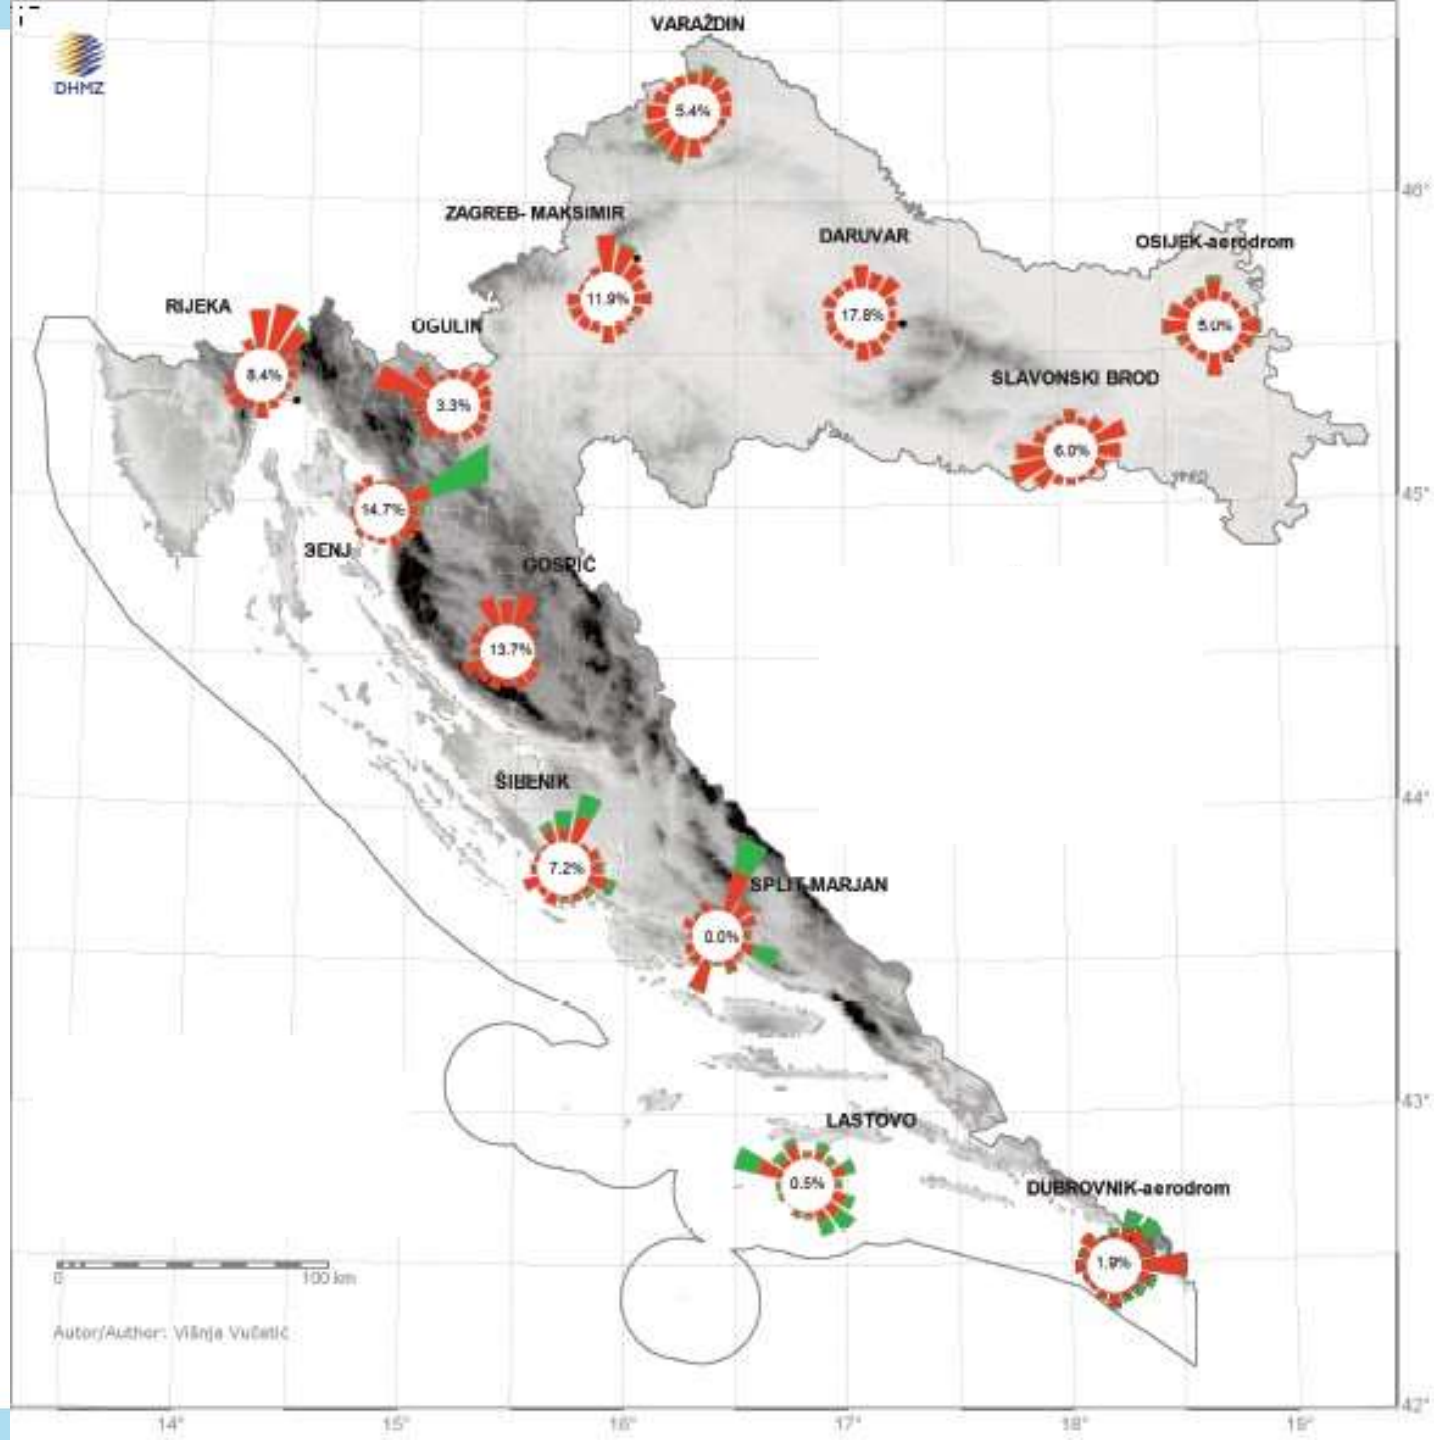 DHMZ
VARAŽDIN
5.4%
ZAGREB- MAKSIMIR
11.9%
DARUVAR
17.8%
OSIJEK-aerodrom
5.0%
RIJEKA
8.4%
OGULIN
3.3%
SLAVONSKI BROD
6.0%
14.7%
ЗENJ
GOSPIĆ
13.7%
ŠIBENIK
7.2%
SPLIT-MARJAN
0.0%
LASTOVO
0.5%
DUBROVNIK-aerodrom
1.9%
0 100 km
Autor/Author: Višnja Vučetić
46°
45°
44°
43°
42°
14° 15° 16° 17° 18° 19°